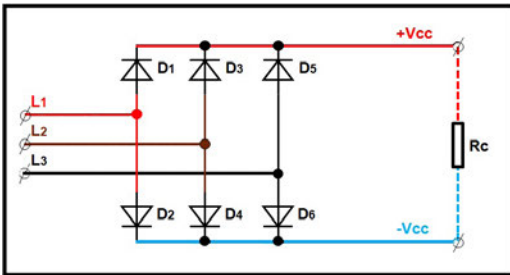 +Vcc
D1 D3 D5
L1
L2
L3
Rc
D2 D4 D6
-Vcc